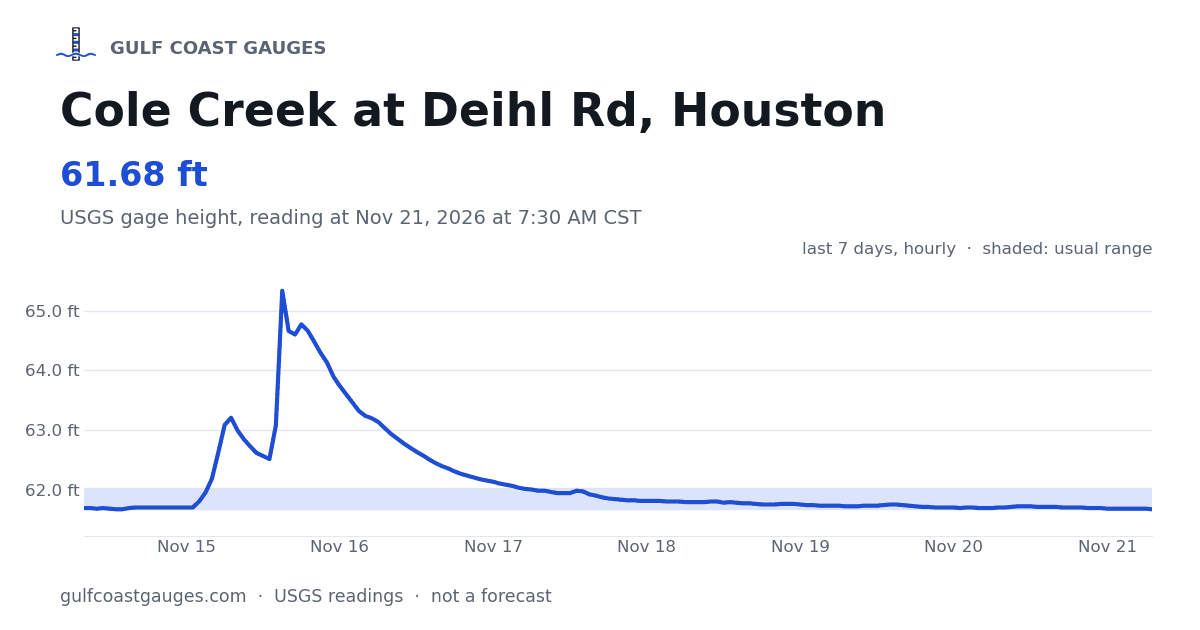 GULF COAST GAUGES
Cole Creek at Deihl Rd, Houston
61.68 ft
USGS gage height, reading at Nov 21, 2026 at 7:30 AM CST
last 7 days, hourly · shaded: usual range
65.0 ft
64.0 ft
63.0 ft
62.0 ft
Nov 15 Nov 16 Nov 17 Nov 18 Nov 19 Nov 20 Nov 21
gulfcoastgauges.com · USGS readings · not a forecast